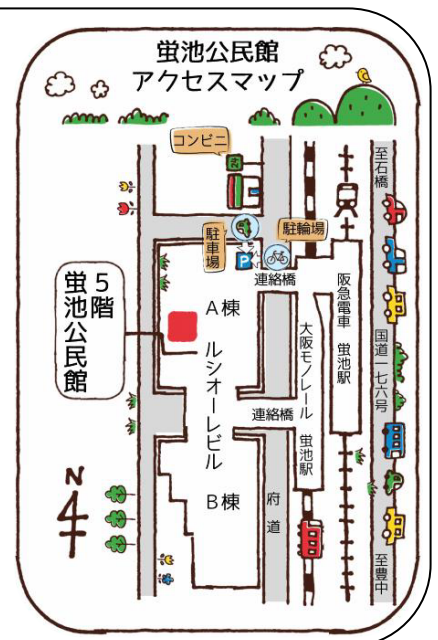 蛍池公民館
アクセスマップ
コンビニ
至石橋
駐車場
駐輪場
P
連絡橋
阪急電車 蛍池駅
5階
蛍池公民館
A棟
ルシオーレビル
大阪モノレール 蛍池駅
国道一七六号
連絡橋
B棟
府道
N
至豊中